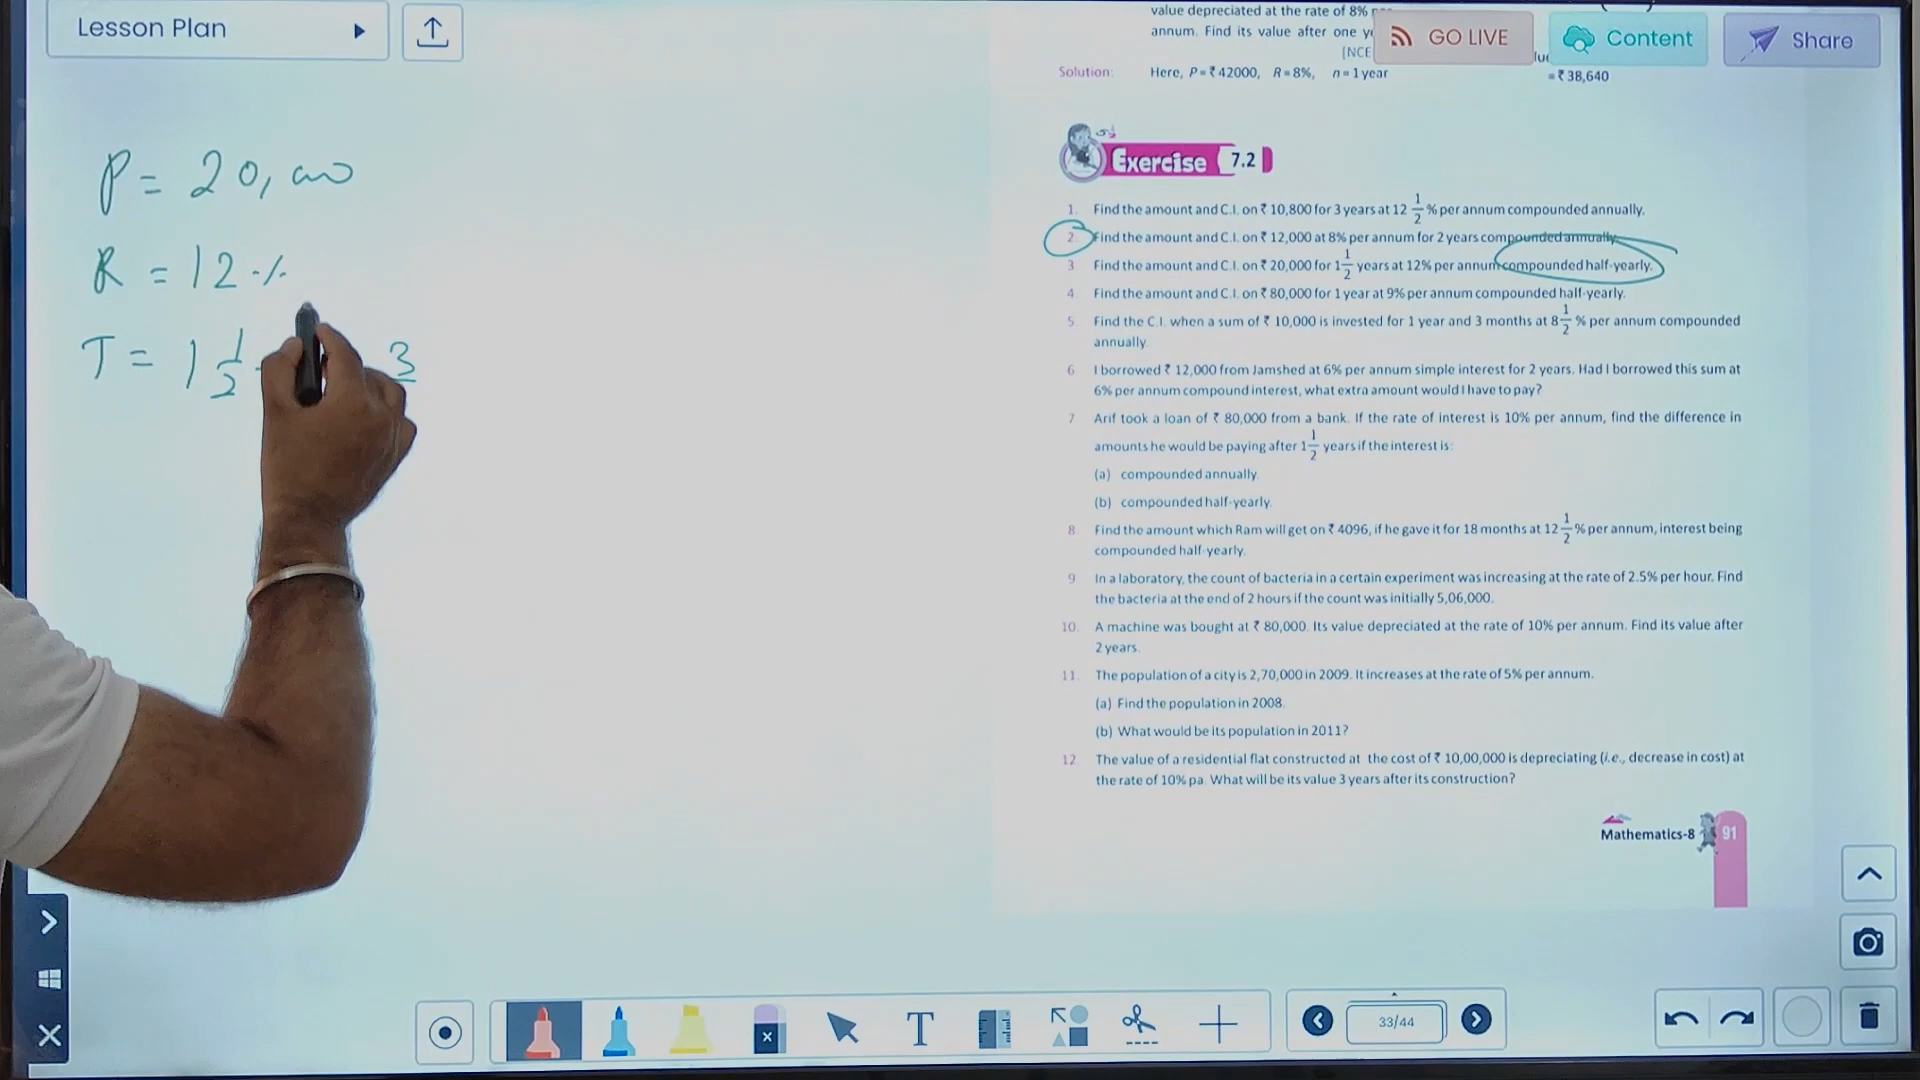 Lesson Plan
GO LIVE
Content
Share
value depreciated at the rate of 8%
annum. Find its value after one
[NCE
Solution: Here, P = ₹ 42000, R = 8%, n = 1 year
= ₹ 38,640
Exercise 7.2
1. Find the amount and C.I. on ₹ 10,800 for 3 years at 12 1/2 % per annum compounded annually.
2. Find the amount and C.I. on ₹ 12,000 at 8% per annum for 2 years compounded annually.
3 Find the amount and C.I. on ₹ 20,000 for 1 1/2 years at 12% per annum compounded half-yearly.
4 Find the amount and C.I. on ₹ 80,000 for 1 year at 9% per annum compounded half-yearly.
5 Find the C.I. when a sum of ₹ 10,000 is invested for 1 year and 3 months at 8 1/2 % per annum compounded
annually.
6 I borrowed ₹ 12,000 from Jamshed at 6% per annum simple interest for 2 years. Had I borrowed this sum at
6% per annum compound interest, what extra amount would I have to pay?
7 Arif took a loan of ₹ 80,000 from a bank. If the rate of interest is 10% per annum, find the difference in
amounts he would be paying after 1 1/2 years if the interest is:
(a) compounded annually.
(b) compounded half-yearly.
8 Find the amount which Ram will get on ₹ 4096, if he gave it for 18 months at 12 1/2 % per annum, interest being
compounded half-yearly.
9 In a laboratory, the count of bacteria in a certain experiment was increasing at the rate of 2.5% per hour. Find
the bacteria at the end of 2 hours if the count was initially 5,06,000.
10. A machine was bought at ₹ 80,000. Its value depreciated at the rate of 10% per annum. Find its value after
2 years.
11. The population of a city is 2,70,000 in 2009. It increases at the rate of 5% per annum.
(a) Find the population in 2008.
(b) What would be its population in 2011?
12 The value of a residential flat constructed at the cost of ₹ 10,00,000 is depreciating (i.e., decrease in cost) at
the rate of 10% pa. What will be its value 3 years after its construction?
Mathematics-8 91
P = 20,000
R = 12 %
T = 1 1/2 3
T
33/44